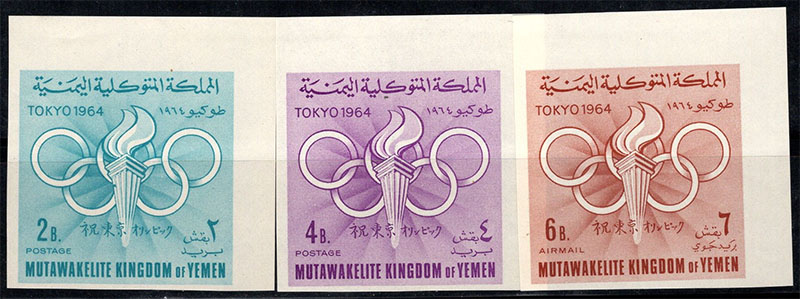 المملكة المتوكلية اليمنية
TOKYO 1964 طوكيو ١٩٦٤
祝東京オリンピック
2 B. ٢ بقش
POSTAGE بريد
MUTAWAKELITE KINGDOM OF YEMEN
المملكة المتوكلية اليمنية
TOKYO 1964 طوكيو ١٩٦٤
祝東京オリンピック
4 B. ٤ بقش
POSTAGE بريد
MUTAWAKELITE KINGDOM OF YEMEN
المملكة المتوكلية اليمنية
TOKYO 1964 طوكيو ١٩٦٤
祝東京オリンピック
6 B. ٦ بقش
AIRMAIL بريد جوي
MUTAWAKELITE KINGDOM OF YEMEN